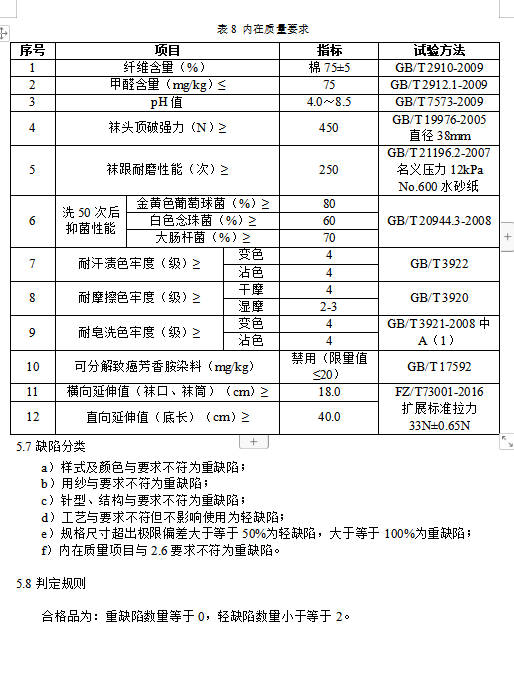 表 8 内在质量要求
序号 项目 指标 试验方法
1 纤维含量（%） 棉 75±5 GB/T 2910-2009
2 甲醛含量（mg/kg）≤ 75 GB/T 2912.1-2009
3 pH 值 4.0～8.5 GB/T 7573-2009
4 袜头顶破强力（N）≥ 450 GB/T 19976-2005
直径 38mm
5 袜跟耐磨性能（次）≥ 250 GB/T 21196.2-2007
名义压力 12kPa
No.600 水砂纸
6 洗 50 次后
抑菌性能
金黄色葡萄球菌（%）≥ 80
白色念珠菌（%）≥ 60
大肠杆菌（%）≥ 70
GB/T 20944.3-2008
7 耐汗渍色牢度（级）≥ 变色 4
沾色 4
GB/T 3922
8 耐摩擦色牢度（级）≥ 干摩 4
湿摩 2-3
GB/T 3920
9 耐皂洗色牢度（级）≥ 变色 4
沾色 4
GB/T 3921-2008 中
A（1）
10 可分解致癌芳香胺染料（mg/kg） 禁用（限量值
≤20）
GB/T 17592
11 横向延伸值（袜口、袜筒）（cm）≥ 18.0
12 直向延伸值（底长）（cm）≥ 40.0
FZ/T73001-2016
扩展标准拉力
33N±0.65N
5.7 缺陷分类
a）样式及颜色与要求不符为重缺陷；
b）用纱与要求不符为重缺陷；
c）针型、结构与要求不符为重缺陷；
d）工艺与要求不符但不影响使用为轻缺陷；
e）规格尺寸超出极限偏差大于等于 50%为轻缺陷，大于等于 100%为重缺陷；
f）内在质量项目与 2.6 要求不符为重缺陷。
5.8 判定规则
合格品为：重缺陷数量等于 0，轻缺陷数量小于等于 2。